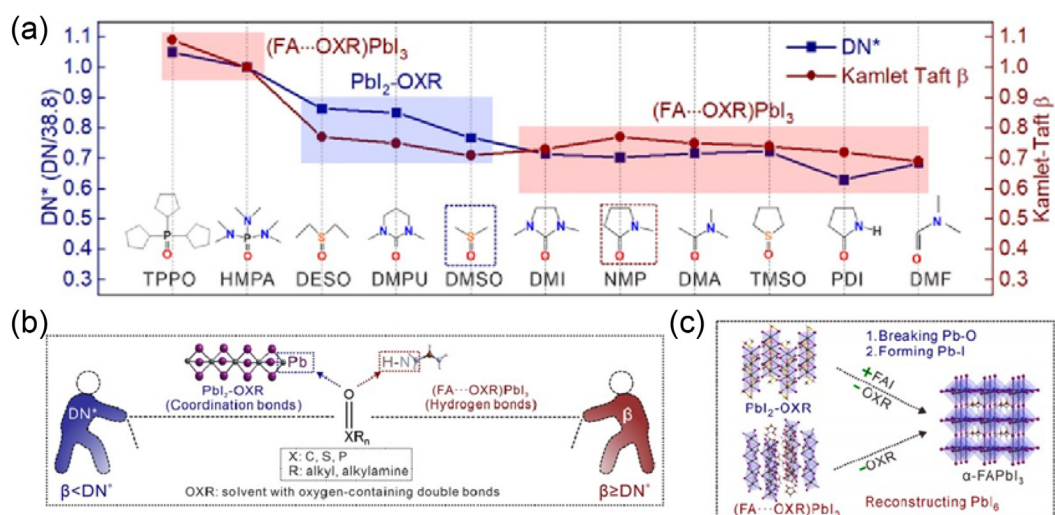 (a)
DN* (DN/38.8)
1.1
1.0
0.9
0.8
0.7
0.6
0.5
0.4
0.3
(FA···OXR)PbI3
PbI2-OXR
(FA···OXR)PbI3
DN*
Kamlet Taft β
1.1
1.0
0.9
0.8
0.7
0.6
0.5
0.4
0.3
Kamlet-Taft β
P
O
N
N N
P
O
S
O
N N
O
S
O
N N
O
N
O
N
O
S
O
N-H
O
N
O
TPPO HMPA DESO DMPU DMSO DMI NMP DMA TMSO PDI DMF
(b)
Pb
H-N
PbI2-OXR
(Coordination bonds)
O
XRn
(FA···OXR)PbI3
(Hydrogen bonds)
DN*
β
X: C, S, P
R: alkyl, alkylamine
β<DN*
OXR: solvent with oxygen-containing double bonds
β≥DN*
(c)
1.Breaking Pb-O
2.Forming Pb-I
PbI2-OXR
+FAI
-OXR
-OXR
α-FAPbI3
(FA···OXR)PbI3
Reconstructing PbI6